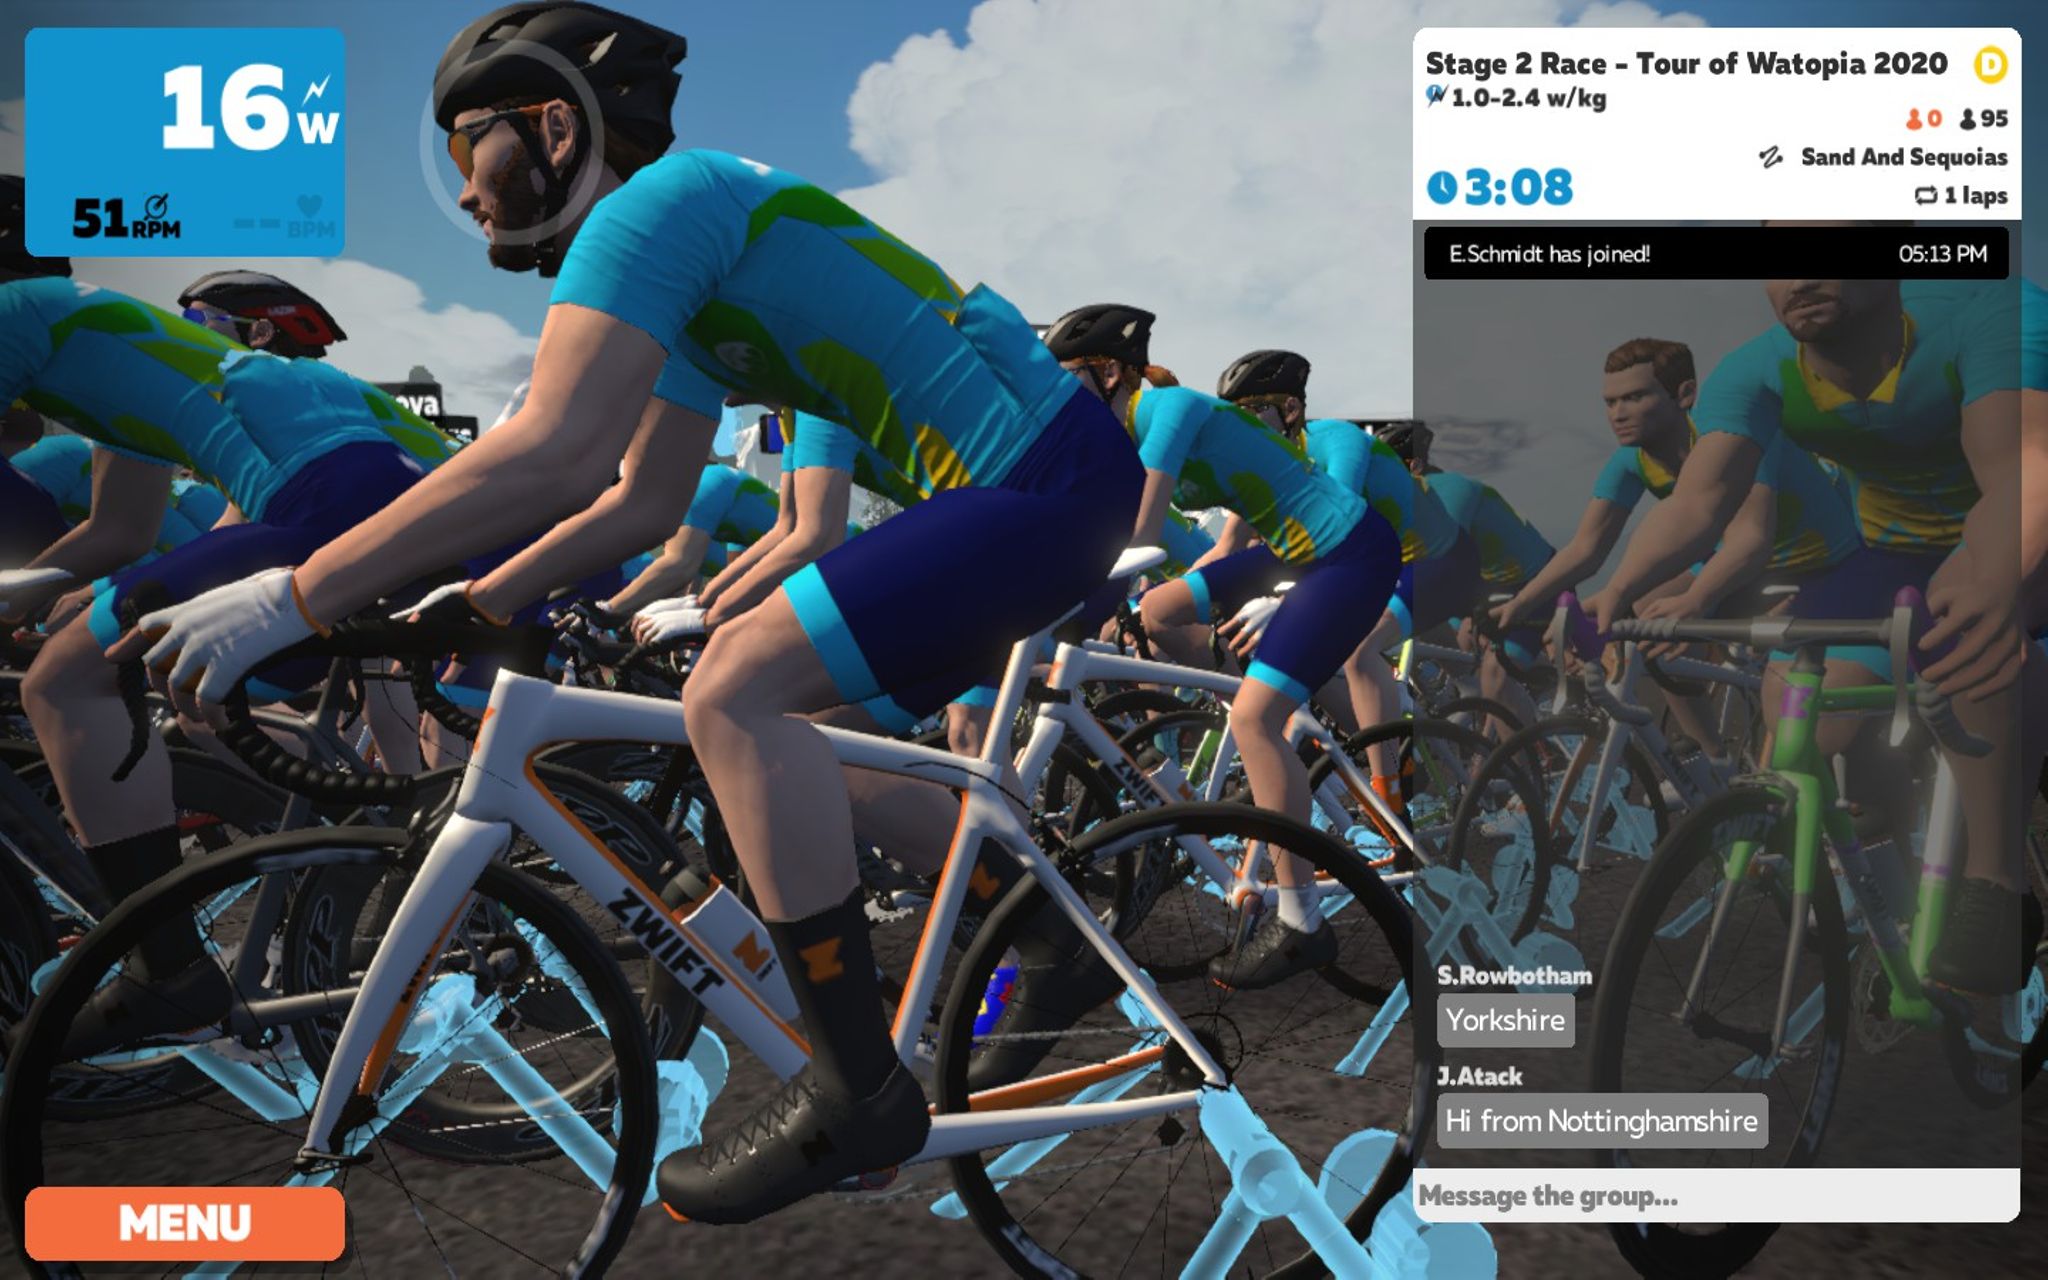 16 W
51 RPM -- BPM
Stage 2 Race - Tour of Watopia 2020 D
1.0-2.4 w/kg
0 95
Sand And Sequoias
3:08
1 laps
E.Schmidt has joined! 05:13 PM
S.Rowbotham
Yorkshire
J.Atack
Hi from Nottinghamshire
Message the group...
MENU
ZWIFT
ZWIFT